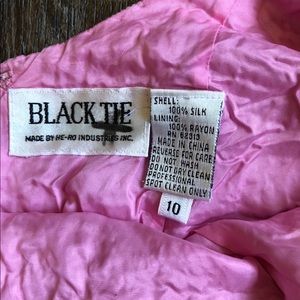 BLACK TIE
MADE BY HE-RO INDUSTRIES INC.
SHELL:
100% SILK
LINING:
100% RAYON
RN 68313
MADE IN CHINA
REVERSE FOR CARE
DO NOT WASH
DO NOT DRY CLEAN
PROFESSIONAL
SPOT CLEAN ONLY
10